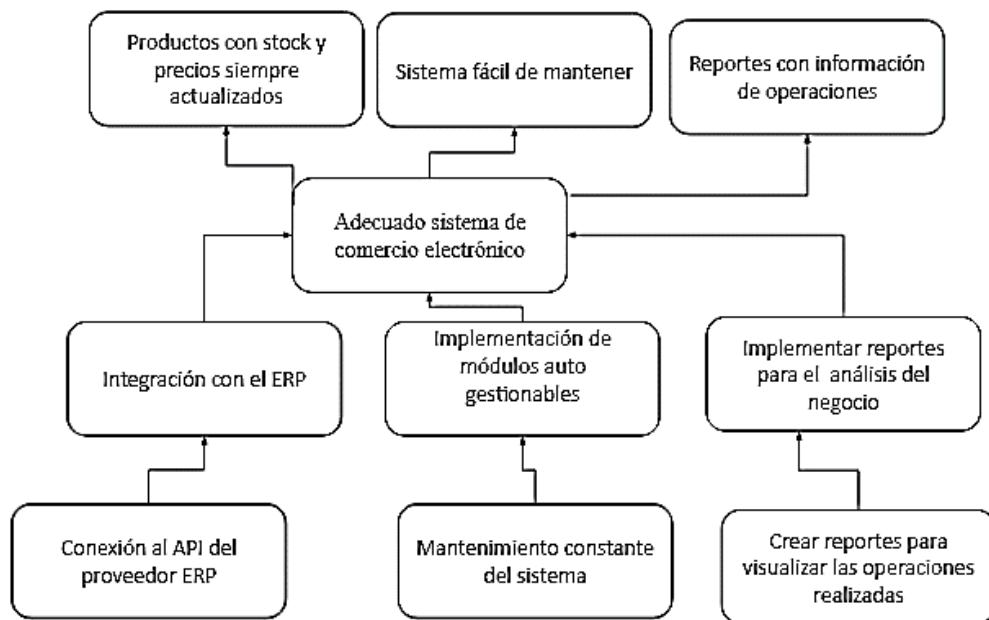 Productos con stock y
precios siempre
actualizados
Sistema fácil de mantener
Reportes con información
de operaciones
Adecuado sistema de
comercio electrónico
Integración con el ERP
Implementación de
módulos auto
gestionables
Implementar reportes
para el análisis del
negocio
Conexión al API del
proveedor ERP
Mantenimiento constante
del sistema
Crear reportes para
visualizar las operaciones
realizadas